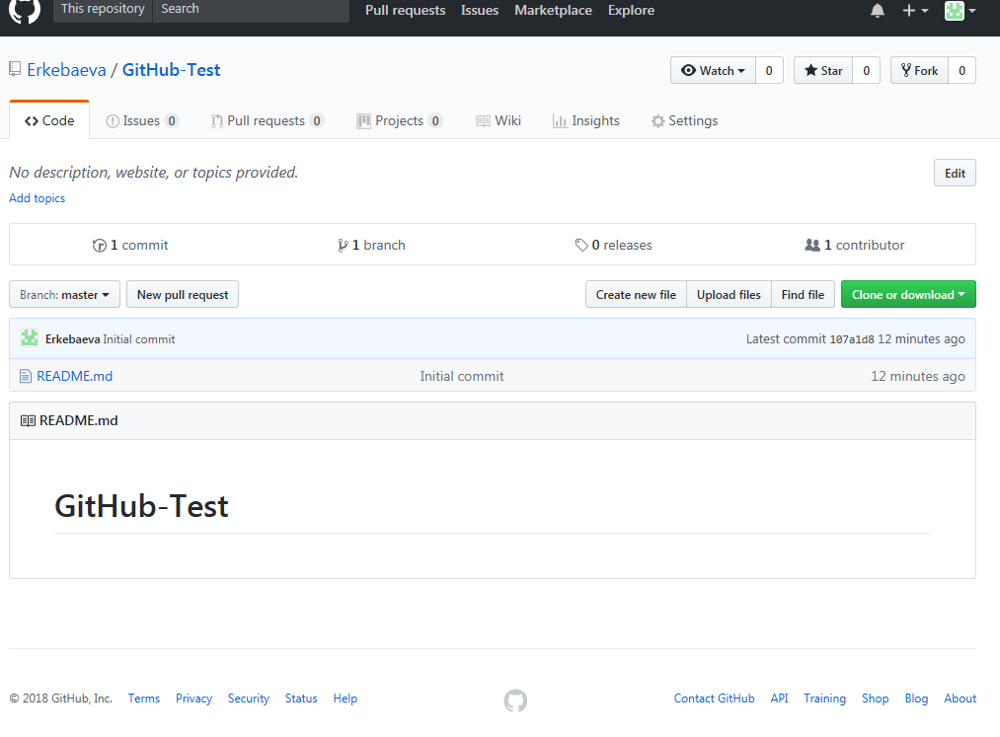 This repository Search Pull requests Issues Marketplace Explore
Erkebaeva / GitHub-Test Watch 0 Star 0 Fork 0
Code Issues 0 Pull requests 0 Projects 0 Wiki Insights Settings
No description, website, or topics provided. Edit
Add topics
1 commit 1 branch 0 releases 1 contributor
Branch: master New pull request Create new file Upload files Find file Clone or download
Erkebaeva Initial commit Latest commit 107a1d8 12 minutes ago
README.md Initial commit 12 minutes ago
README.md
GitHub-Test
© 2018 GitHub, Inc. Terms Privacy Security Status Help Contact GitHub API Training Shop Blog About